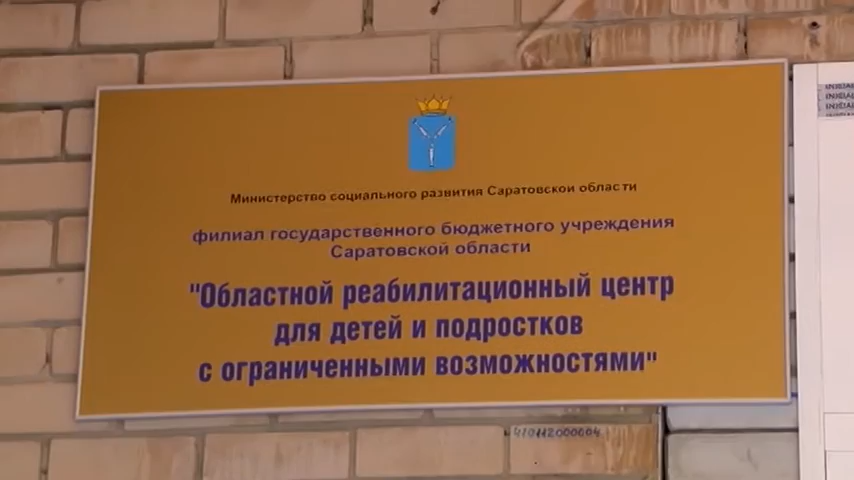 Министерство социального развития Саратовской области
филиал государственного бюджетного учреждения
Саратовской области
"Областной реабилитационный центр
для детей и подростков
с ограниченными возможностями"